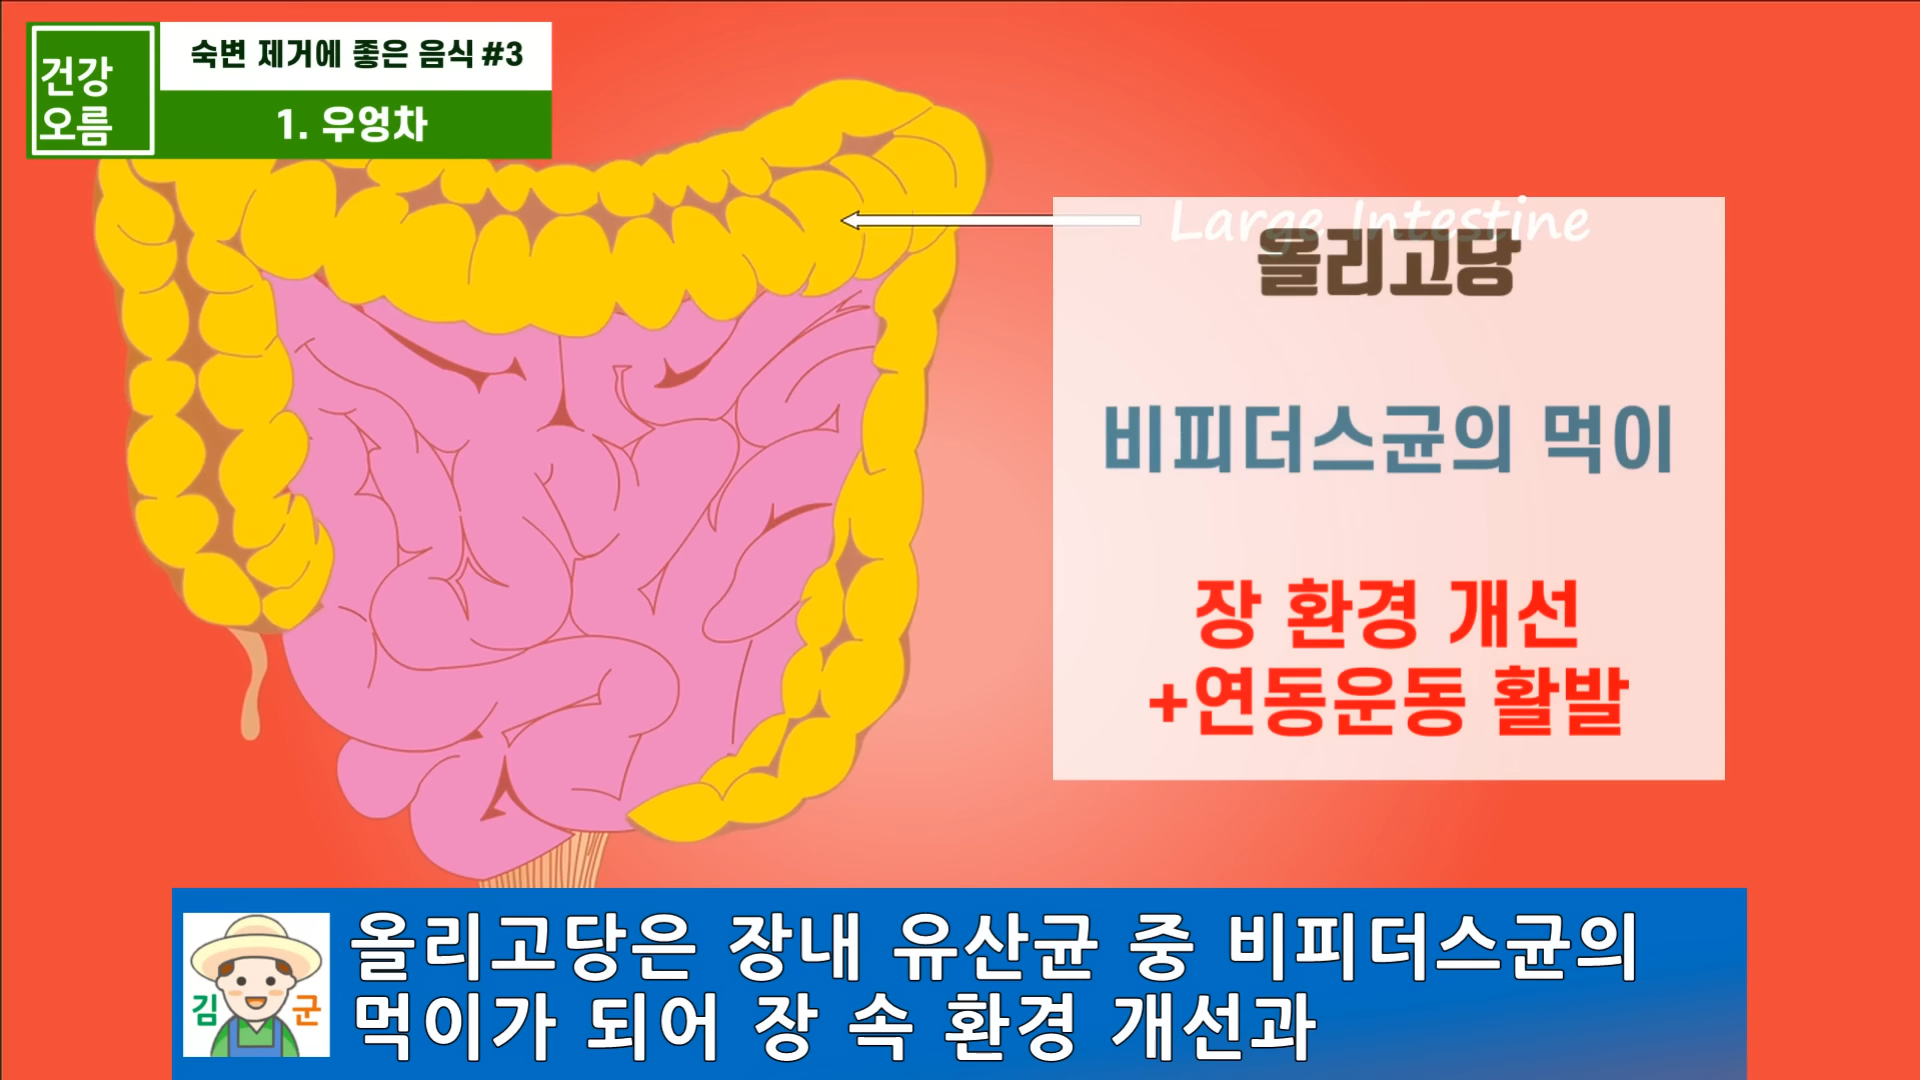 건강
오름
숙변 제거에 좋은 음식 #3
1. 우엉차
Large Intestine
올리고당
비피더스균의 먹이
장 환경 개선
+연동운동 활발
김 군
올리고당은 장내 유산균 중 비피더스균의
먹이가 되어 장 속 환경 개선과